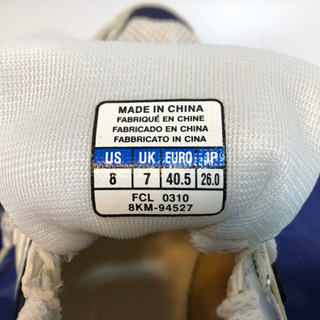 MADE IN CHINA
FABRIQUÉ EN CHINE
FABRICADO EN CHINA
FABBRICATO IN CINA
US UK EURO JP
8 7 40.5 26.0
FCL 0310
8KM-94527